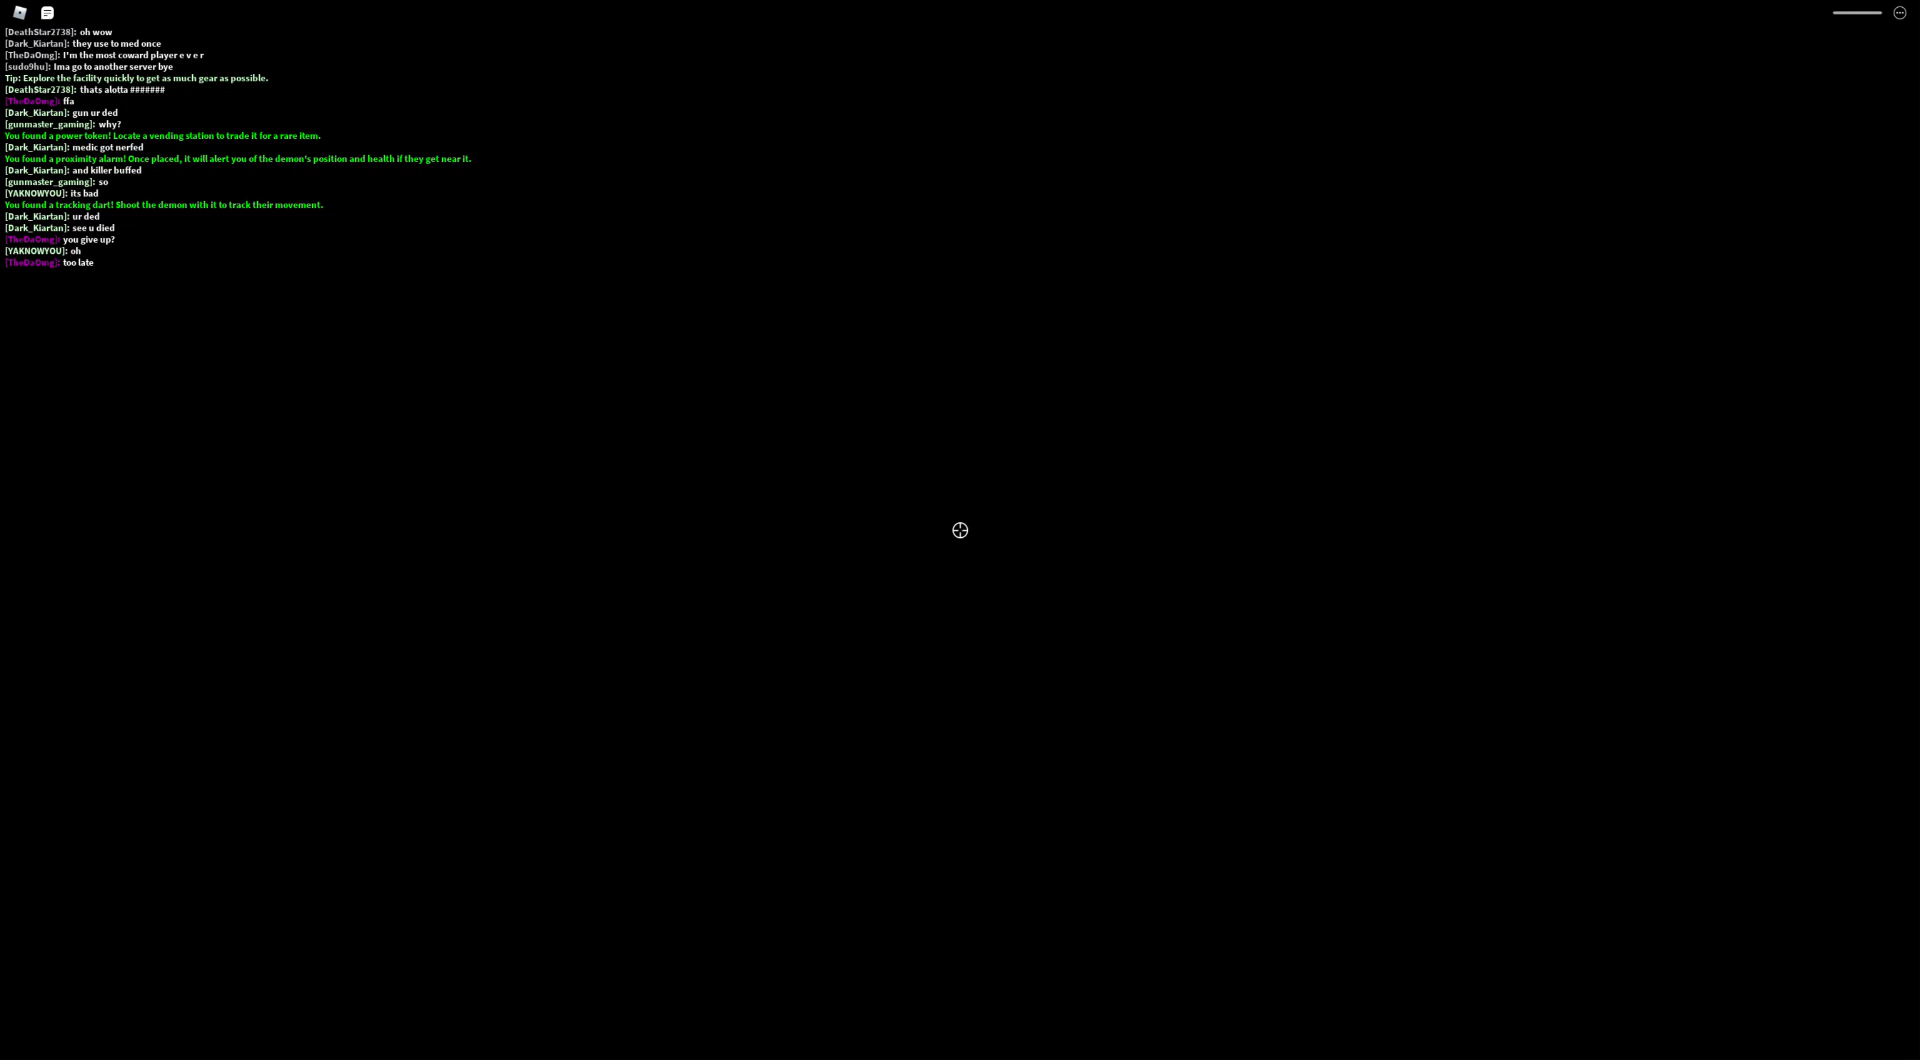 [DeathStar2738]: oh wow
[Dark_Kiartan]: they use to med once
[TheDaOmg]: I'm the most coward player e v e r
[sudo9hu]: Ima go to another server bye
Tip: Explore the facility quickly to get as much gear as possible.
[DeathStar2738]: thats alotta #######
[TheDaOmg]: ffa
[Dark_Kiartan]: gun ur ded
[gunmaster_gaming]: why?
You found a power token! Locate a vending station to trade it for a rare item.
[Dark_Kiartan]: medic got nerfed
You found a proximity alarm! Once placed, it will alert you of the demon's position and health if they get near it.
[Dark_Kiartan]: and killer buffed
[gunmaster_gaming]: so
[YAKNOWYOU]: its bad
You found a tracking dart! Shoot the demon with it to track their movement.
[Dark_Kiartan]: ur ded
[Dark_Kiartan]: see u died
[TheDaOmg]: you give up?
[YAKNOWYOU]: oh
[TheDaOmg]: too late